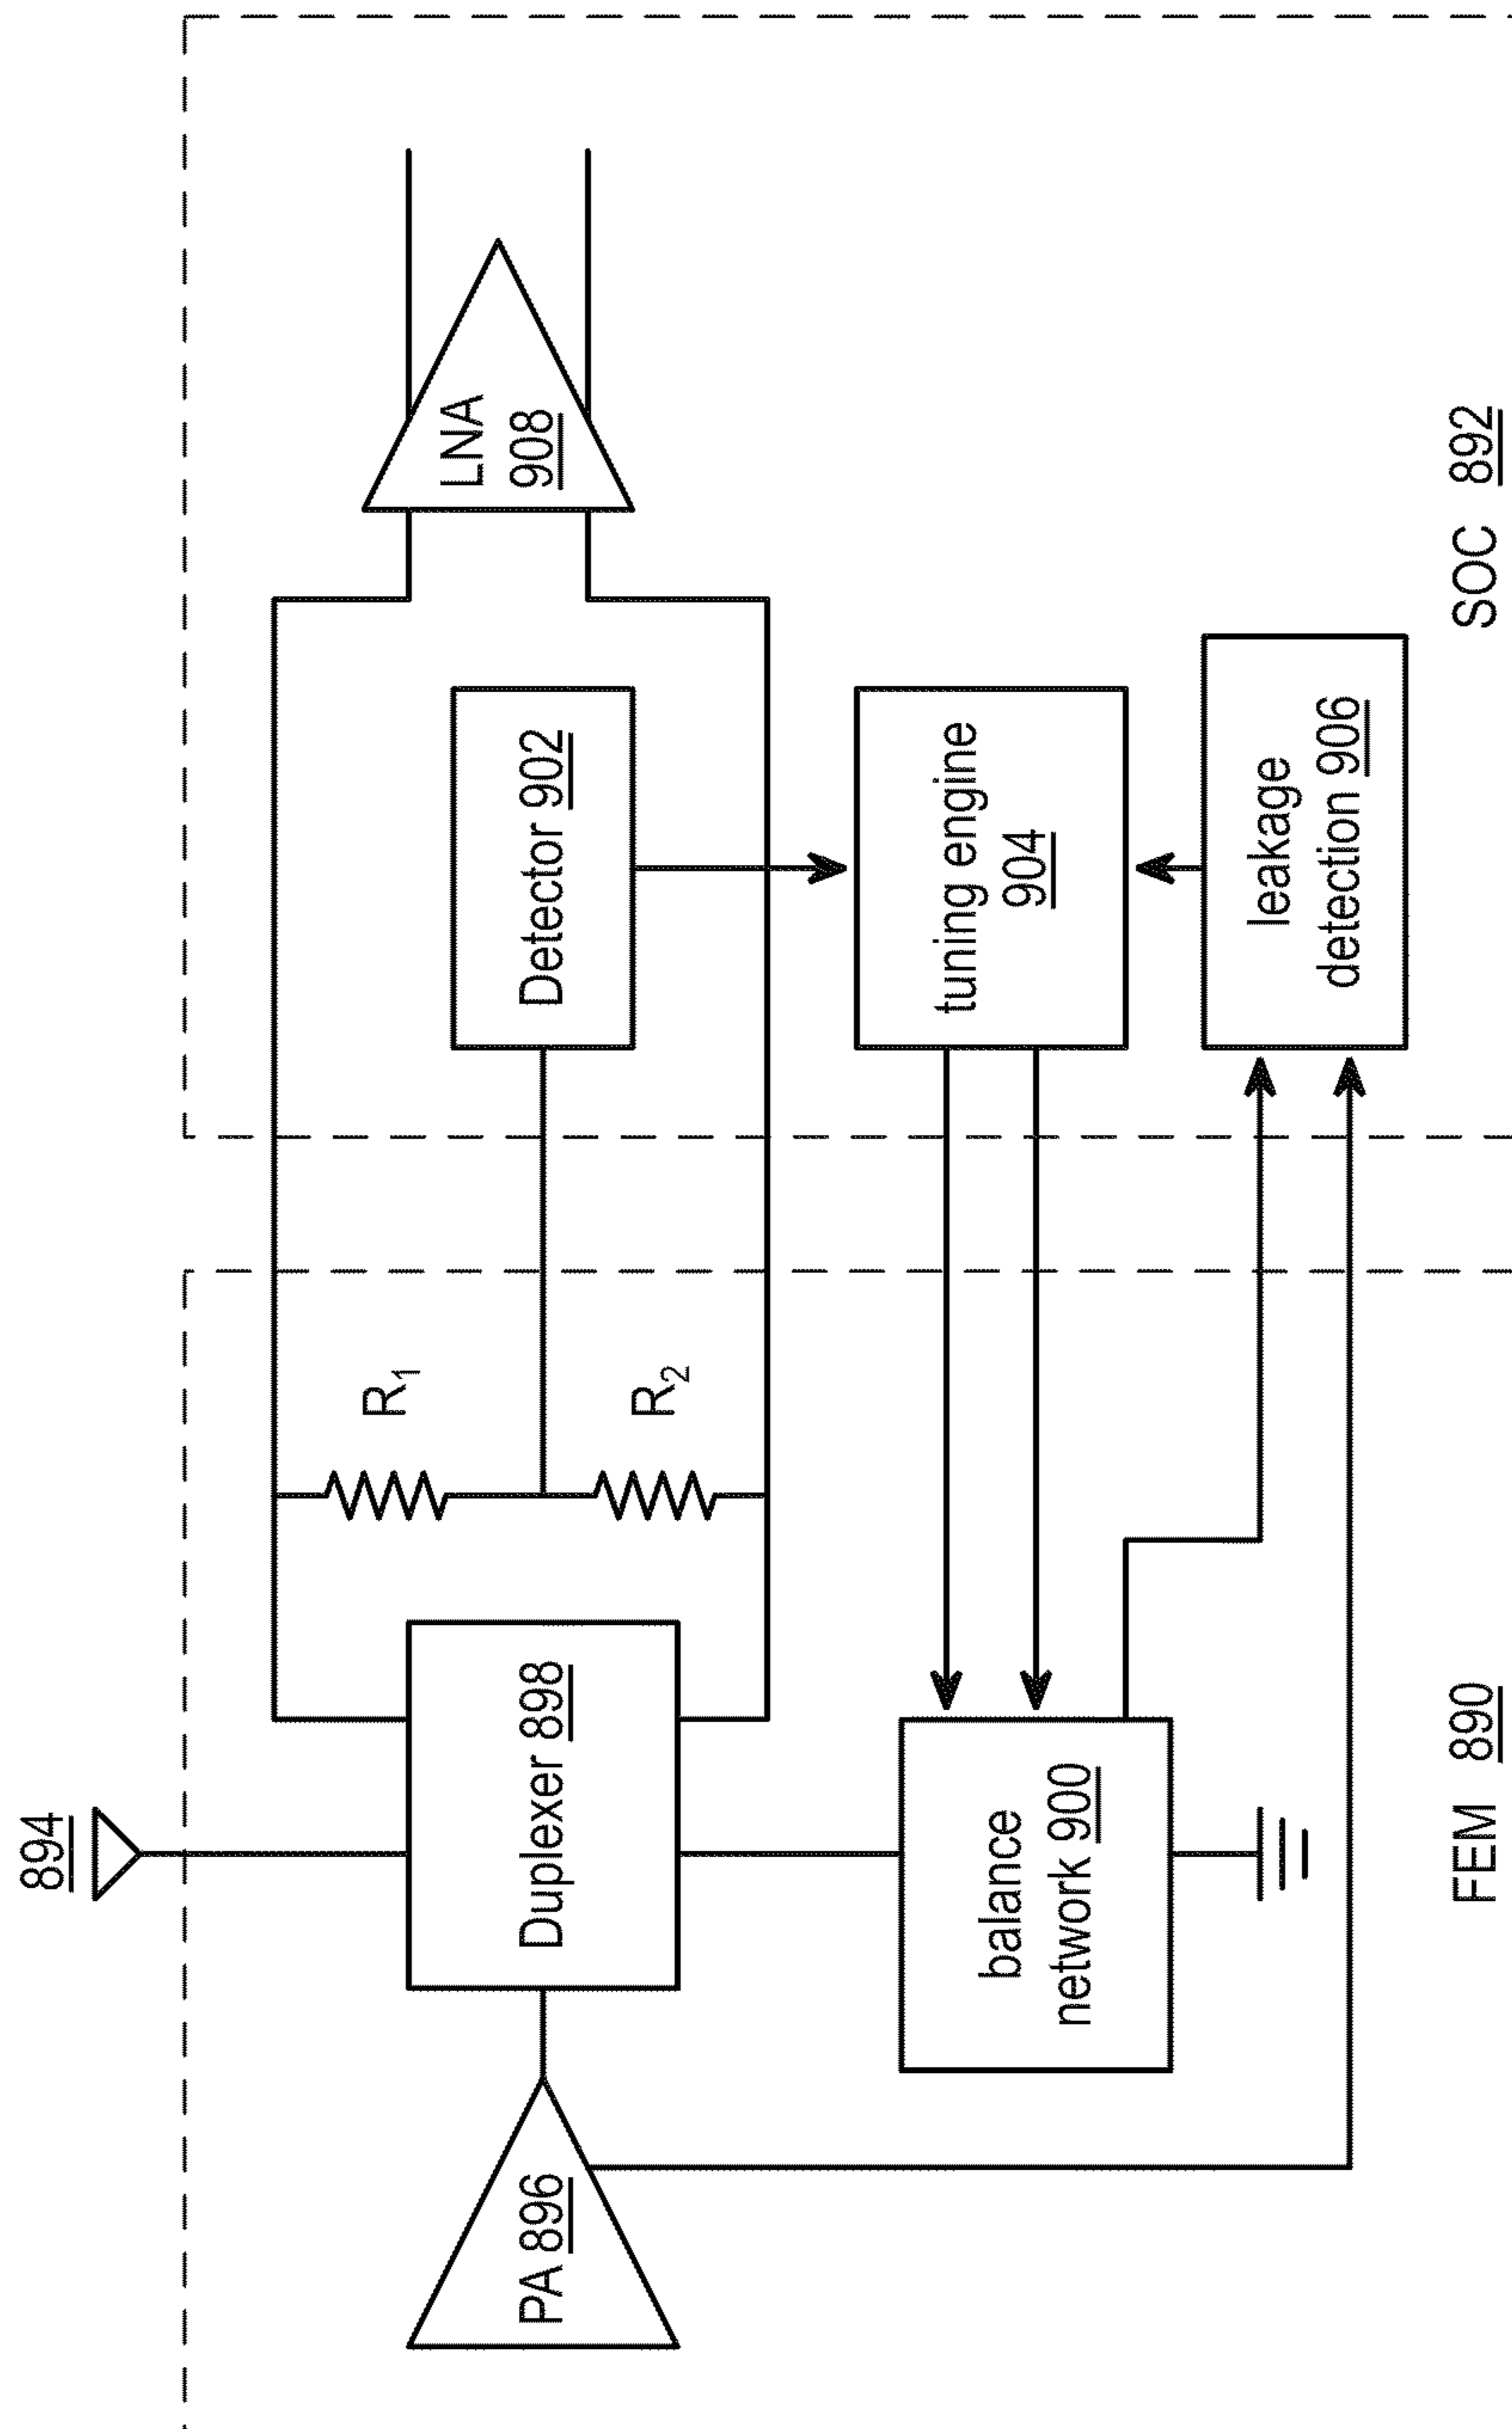 894
R1
LNA
908
PA 896
Duplexer 898
Detector 902
R2
balance
network 900
tuning engine
904
leakage
detection 906
FEM 890
SOC 892